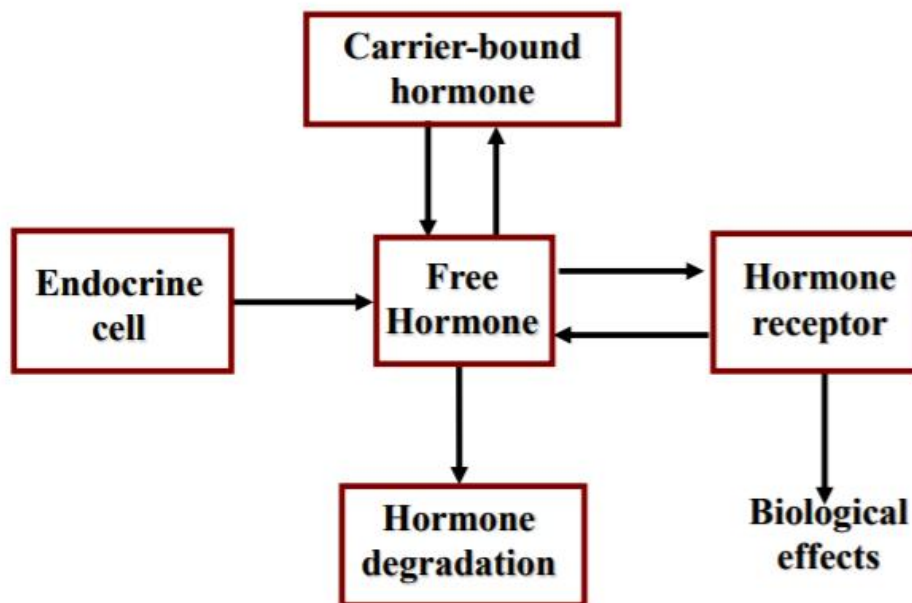 Carrier-bound
hormone
Endocrine
cell
Free
Hormone
Hormone
receptor
Hormone
degradation
Biological
effects